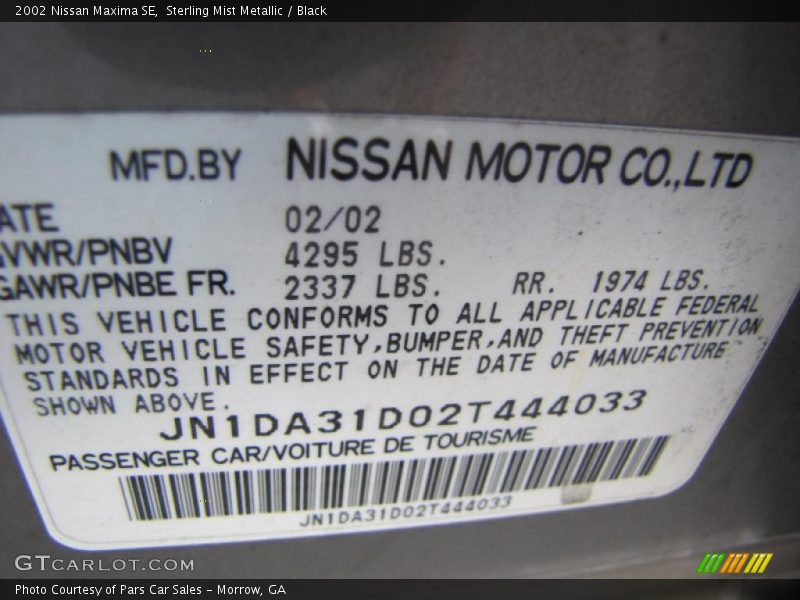 2002 Nissan Maxima SE,  Sterling Mist Metallic / Black
MFD.BY NISSAN MOTOR CO.,LTD
ATE 02/02
GVWR/PNBV 4295 LBS.
GAWR/PNBE FR. 2337 LBS. RR. 1974 LBS.
THIS VEHICLE CONFORMS TO ALL APPLICABLE FEDERAL
MOTOR VEHICLE SAFETY,BUMPER,AND THEFT PREVENTION
STANDARDS IN EFFECT ON THE DATE OF MANUFACTURE
SHOWN ABOVE.
JN1DA31D02T444033
PASSENGER CAR/VOITURE DE TOURISME
JN1DA31D02T444033
GTCARLOT.COM
Photo Courtesy of Pars Car Sales - Morrow, GA